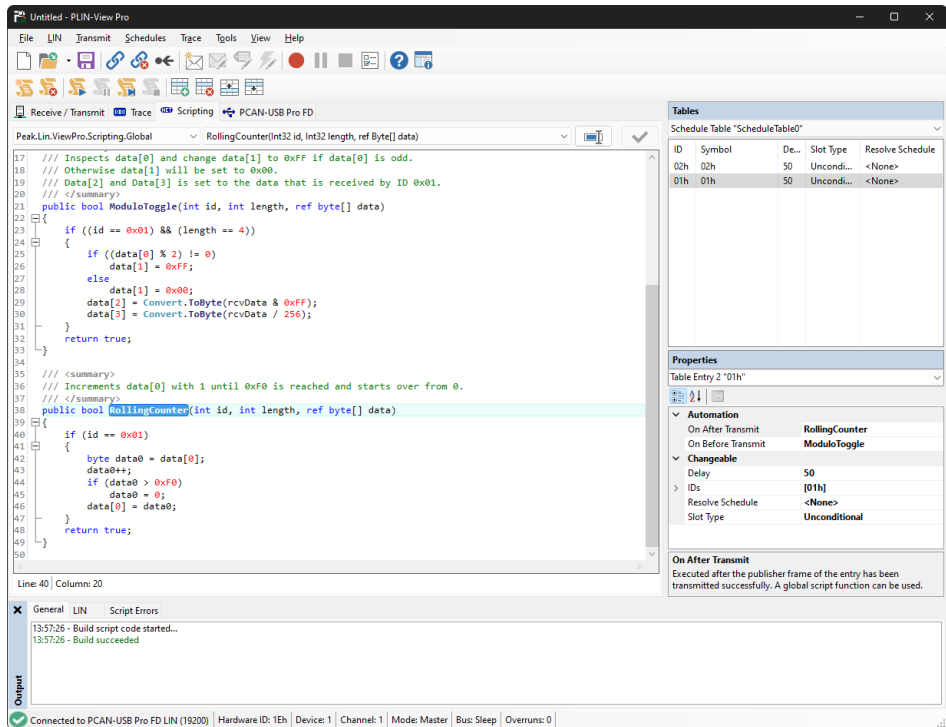 Untitled - PLIN-View Pro
File LIN Transmit Schedules Trace Tools View Help
Receive / Transmit Trace Scripting PCAN-USB Pro FD
Peak.Lin.ViewPro.Scripting.Global RollingCounter(Int32 id, Int32 length, ref Byte[] data)
17 /// Inspects data[0] and change data[1] to 0xFF if data[0] is odd.
18 /// Otherwise data[1] will be set to 0x00.
19 /// Data[2] and Data[3] is set to the data that is received by ID 0x01.
20 /// </summary>
21 public bool ModuloToggle(int id, int length, ref byte[] data)
22 {
23 if ((id == 0x01) && (length == 4))
24 {
25 if ((data[0] % 2) != 0)
26 data[1] = 0xFF;
27 else
28 data[1] = 0x00;
29 data[2] = Convert.ToByte(rcvData & 0xFF);
30 data[3] = Convert.ToByte(rcvData / 256);
31 }
32 return true;
33 }
34
35 /// <summary>
36 /// Increments data[0] with 1 until 0xF0 is reached and starts over from 0.
37 /// </summary>
38 public bool RollingCounter(int id, int length, ref byte[] data)
39 {
40 if (id == 0x01)
41 {
42 byte data0 = data[0];
43 data0++;
44 if (data0 > 0xF0)
45 data0 = 0;
46 data[0] = data0;
47 }
48 return true;
49 }
50
Line: 40 Column: 20
Tables
Schedule Table "ScheduleTable0"
ID Symbol De... Slot Type Resolve Schedule
02h 02h 50 Uncondi... <None>
01h 01h 50 Uncondi... <None>
Properties
Table Entry 2 "01h"
Automation
On After Transmit RollingCounter
On Before Transmit ModuloToggle
Changeable
Delay 50
IDs [01h]
Resolve Schedule <None>
Slot Type Unconditional
On After Transmit
Executed after the publisher frame of the entry has been
transmitted successfully. A global script function can be used.
General LIN Script Errors
13:57:26 - Build script code started...
13:57:26 - Build succeeded
Output
Connected to PCAN-USB Pro FD LIN (19200) Hardware ID: 1Eh Device: 1 Channel: 1 Mode: Master Bus: Sleep Overruns: 0